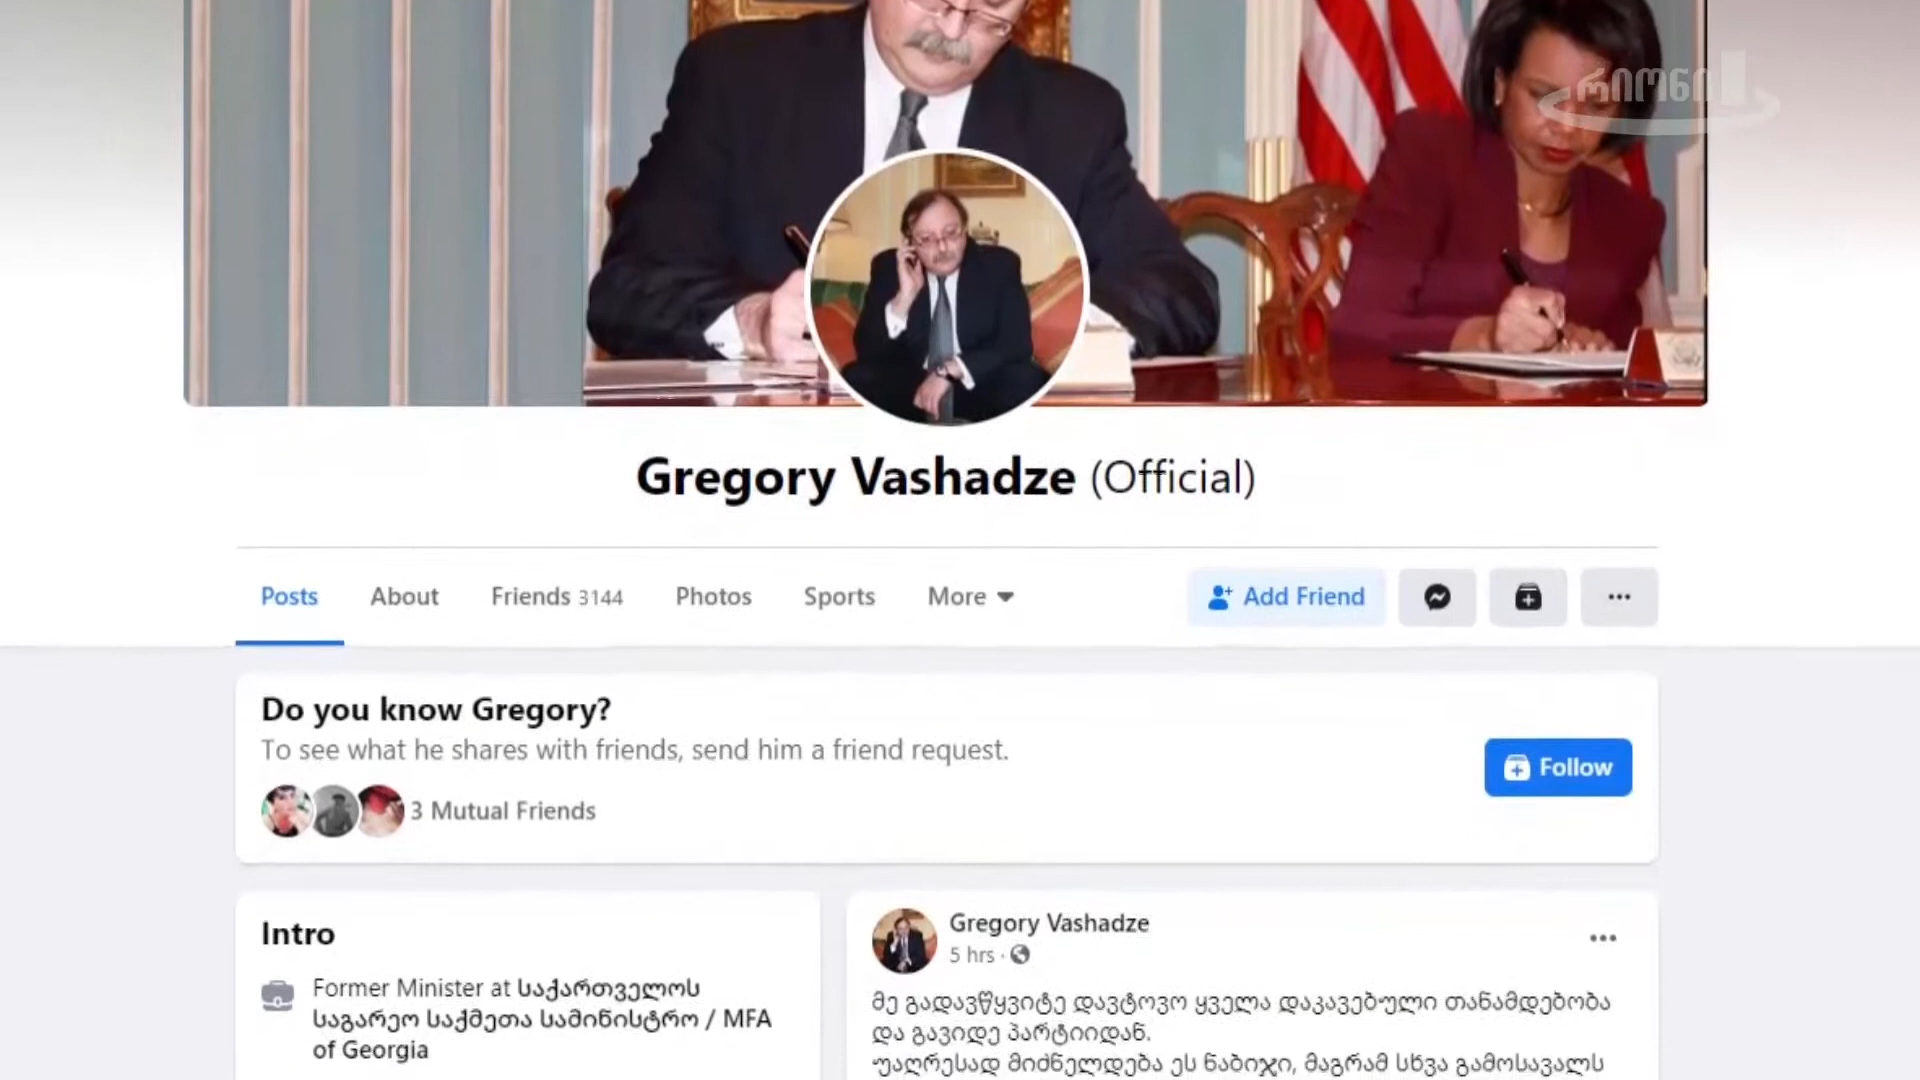 რიონი
Gregory Vashadze (Official)
Posts
About
Friends 3144
Photos
Sports
More
Add Friend
Do you know Gregory?
To see what he shares with friends, send him a friend request.
Follow
3 Mutual Friends
Intro
Former Minister at საქართველოს
საგარეო საქმეთა სამინისტრო / MFA
of Georgia
Gregory Vashadze
5 hrs ·
მე გადავწყვიტე დავტოვო ყველა დაკავებული თანამდებობა
და გავიდე პარტიიდან.
უაღრესად მიძნელდება ეს ნაბიჯი, მაგრამ სხვა გამოსავალს